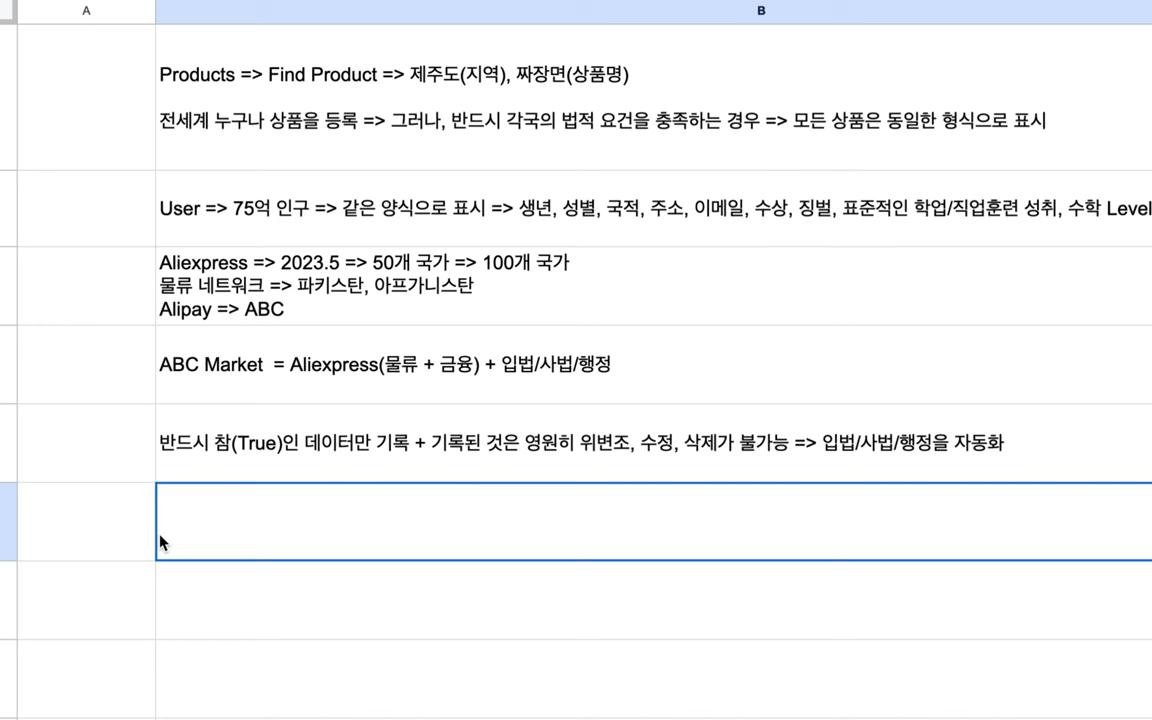 A
B
Products => Find Product => 제주도(지역), 짜장면(상품명)
전세계 누구나 상품을 등록 => 그러나, 반드시 각국의 법적 요건을 충족하는 경우 => 모든 상품은 동일한 형식으로 표시
User => 75억 인구 => 같은 양식으로 표시 => 생년, 성별, 국적, 주소, 이메일, 수상, 징벌, 표준적인 학업/직업훈련 성취, 수학 Level
Aliexpress => 2023.5 => 50개 국가 => 100개 국가
물류 네트워크 => 파키스탄, 아프가니스탄
Alipay => ABC
ABC Market = Aliexpress(물류 + 금융) + 입법/사법/행정
반드시 참(True)인 데이터만 기록 + 기록된 것은 영원히 위변조, 수정, 삭제가 불가능 => 입법/사법/행정을 자동화